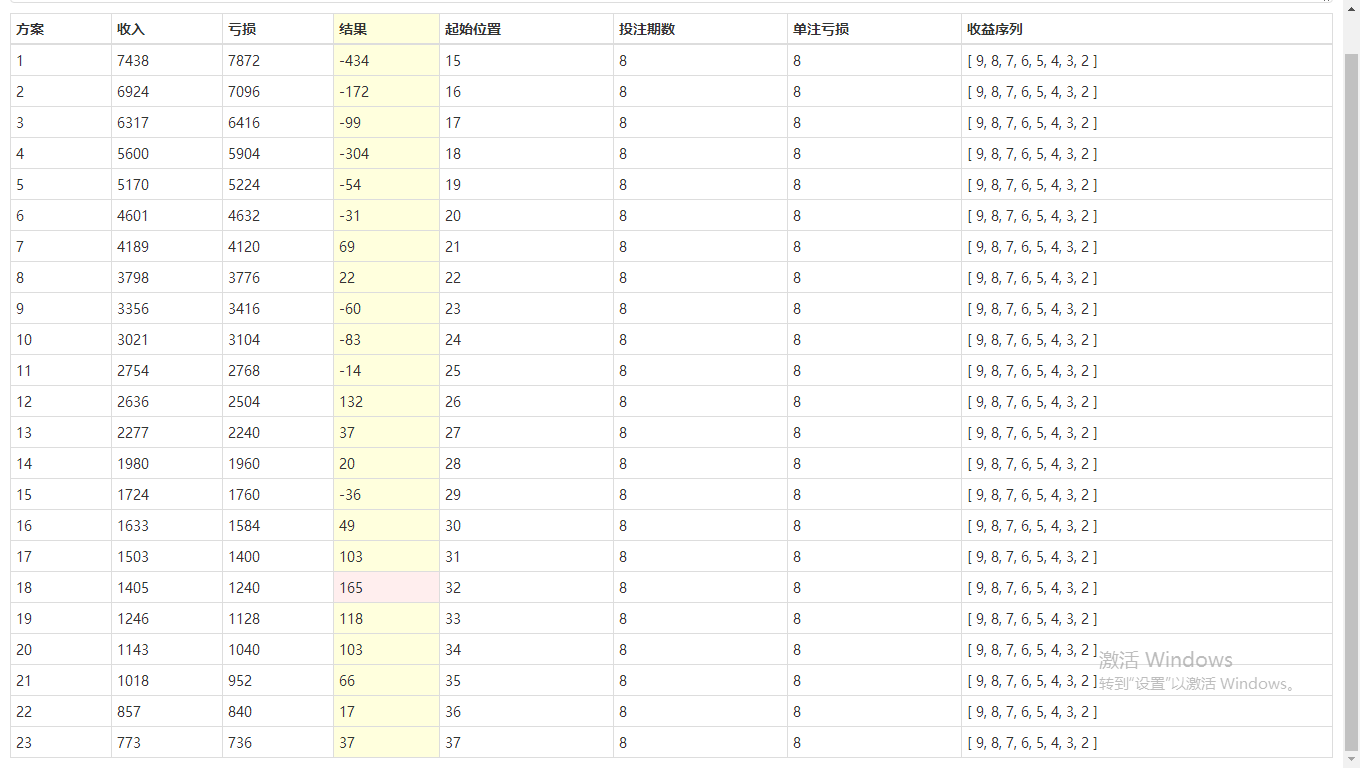 方案 收入 亏损 结果 起始位置 投注期数 单注亏损 收益序列
1 7438 7872 -434 15 8 8 [ 9, 8, 7, 6, 5, 4, 3, 2 ]
2 6924 7096 -172 16 8 8 [ 9, 8, 7, 6, 5, 4, 3, 2 ]
3 6317 6416 -99 17 8 8 [ 9, 8, 7, 6, 5, 4, 3, 2 ]
4 5600 5904 -304 18 8 8 [ 9, 8, 7, 6, 5, 4, 3, 2 ]
5 5170 5224 -54 19 8 8 [ 9, 8, 7, 6, 5, 4, 3, 2 ]
6 4601 4632 -31 20 8 8 [ 9, 8, 7, 6, 5, 4, 3, 2 ]
7 4189 4120 69 21 8 8 [ 9, 8, 7, 6, 5, 4, 3, 2 ]
8 3798 3776 22 22 8 8 [ 9, 8, 7, 6, 5, 4, 3, 2 ]
9 3356 3416 -60 23 8 8 [ 9, 8, 7, 6, 5, 4, 3, 2 ]
10 3021 3104 -83 24 8 8 [ 9, 8, 7, 6, 5, 4, 3, 2 ]
11 2754 2768 -14 25 8 8 [ 9, 8, 7, 6, 5, 4, 3, 2 ]
12 2636 2504 132 26 8 8 [ 9, 8, 7, 6, 5, 4, 3, 2 ]
13 2277 2240 37 27 8 8 [ 9, 8, 7, 6, 5, 4, 3, 2 ]
14 1980 1960 20 28 8 8 [ 9, 8, 7, 6, 5, 4, 3, 2 ]
15 1724 1760 -36 29 8 8 [ 9, 8, 7, 6, 5, 4, 3, 2 ]
16 1633 1584 49 30 8 8 [ 9, 8, 7, 6, 5, 4, 3, 2 ]
17 1503 1400 103 31 8 8 [ 9, 8, 7, 6, 5, 4, 3, 2 ]
18 1405 1240 165 32 8 8 [ 9, 8, 7, 6, 5, 4, 3, 2 ]
19 1246 1128 118 33 8 8 [ 9, 8, 7, 6, 5, 4, 3, 2 ]
20 1143 1040 103 34 8 8 [ 9, 8, 7, 6, 5, 4, 3, 2 ]
激活 Windows
21 1018 952 66 35 8 8 [ 9, 8, 7, 6, 5, 4, 3, 2 ]
转到“设置”以激活 Windows。
22 857 840 17 36 8 8 [ 9, 8, 7, 6, 5, 4, 3, 2 ]
23 773 736 37 37 8 8 [ 9, 8, 7, 6, 5, 4, 3, 2 ]